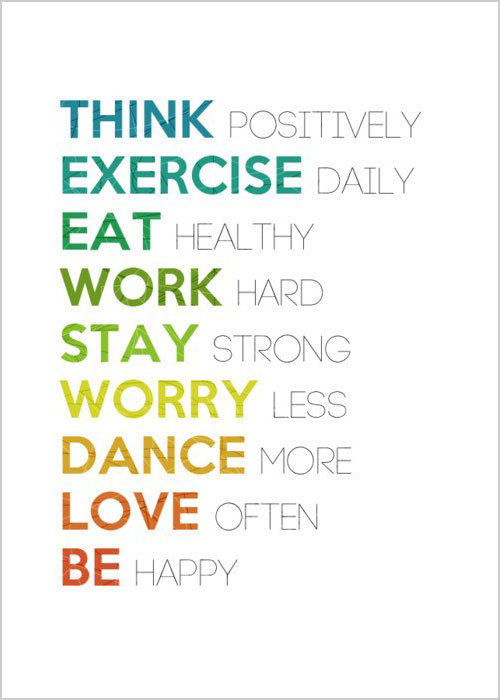 THINK POSITIVELY
EXERCISE DAILY
EAT HEALTHY
WORK HARD
STAY STRONG
WORRY LESS
DANCE MORE
LOVE OFTEN
BE HAPPY